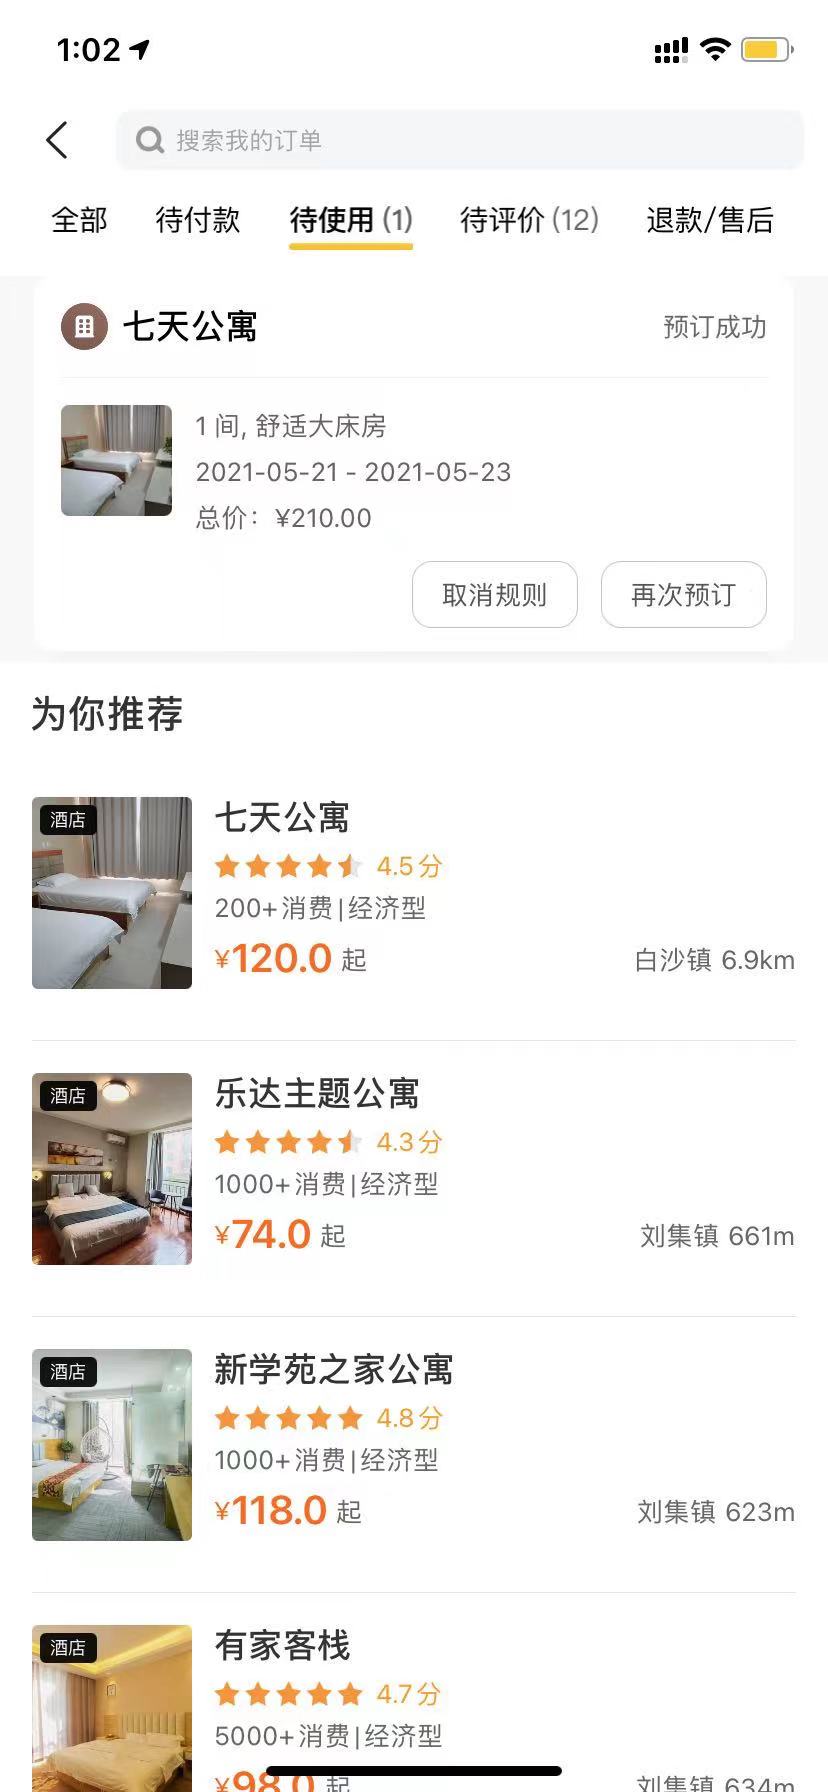 1:02
搜索我的订单
全部 待付款 待使用 (1) 待评价 (12) 退款/售后
七天公寓 预订成功
1 间, 舒适大床房
2021-05-21 - 2021-05-23
总价：¥210.00
取消规则 再次预订
为你推荐
酒店 七天公寓
4.5分
200+消费|经济型
¥120.0 起 白沙镇 6.9km
酒店 乐达主题公寓
4.3分
1000+消费|经济型
¥74.0 起 刘集镇 661m
酒店 新学苑之家公寓
4.8分
1000+消费|经济型
¥118.0 起 刘集镇 623m
酒店 有家客栈
4.7分
5000+消费|经济型
¥98.0 起 刘集镇 634m